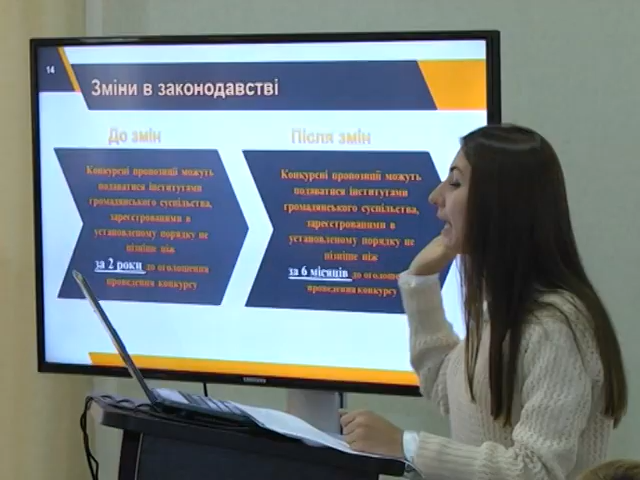 14
Зміни в законодавстві
До змін
Після змін
Конкурсні пропозиції можуть
подаватися інститутами
громадянського суспільства,
зареєстрованими в
установленому порядку не
пізніше ніж
за 2 роки до оголошення
проведення конкурсу
Конкурсні пропозиції можуть
подаватися інститутами
громадянського суспільства,
зареєстрованими в
установленому порядку не
пізніше ніж
за 6 місяців до оголошення
проведення конкурсу
SAMSUNG